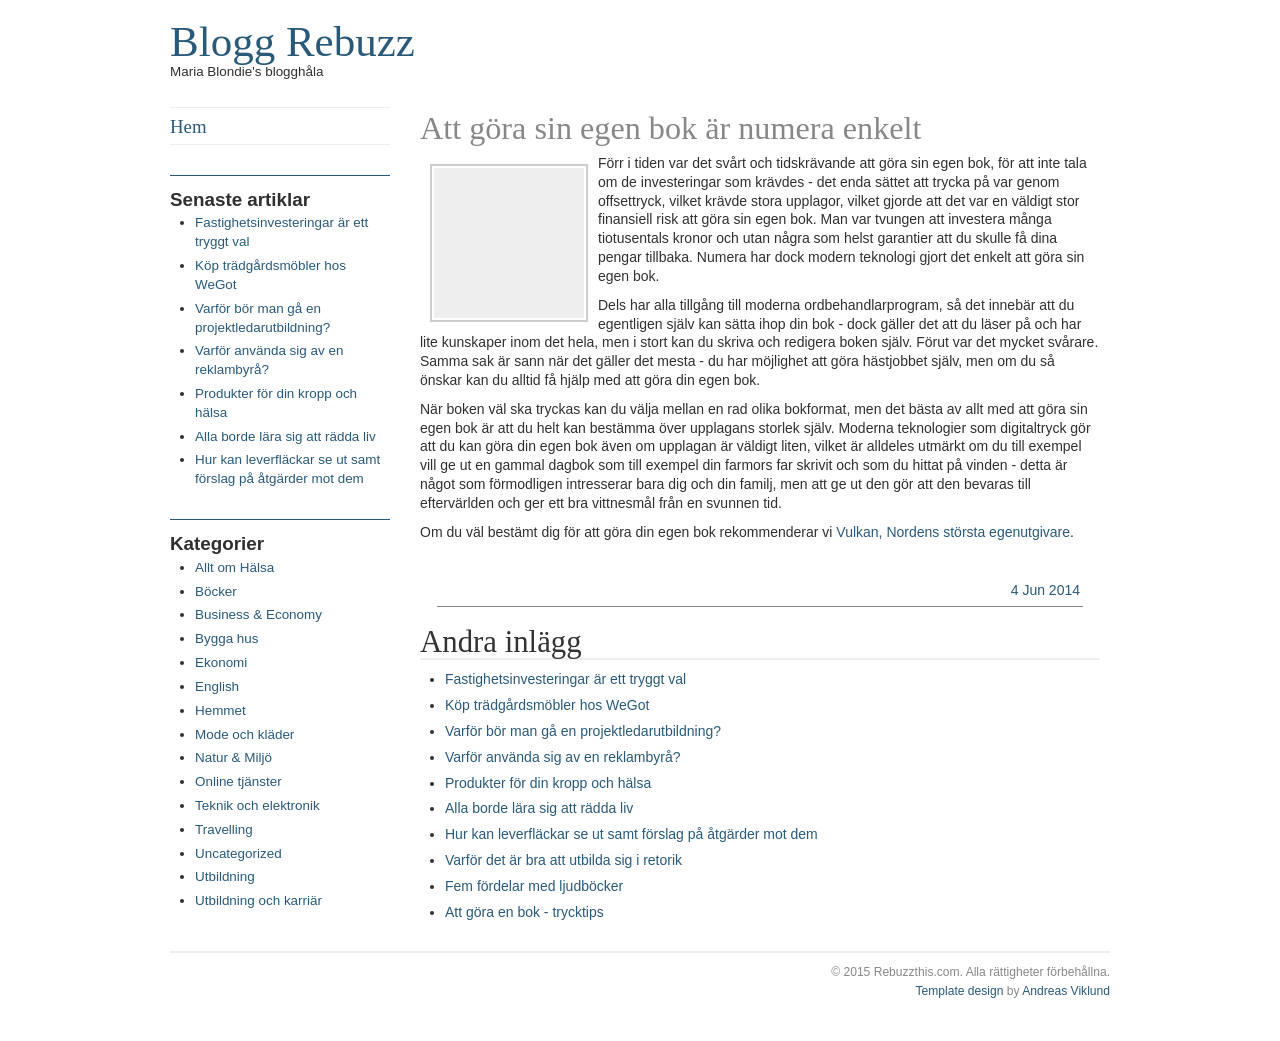 Blogg Rebuzz
Maria Blondie's blogghåla
Hem
Senaste artiklar
Fastighetsinvesteringar är ett
tryggt val
Köp trädgårdsmöbler hos
WeGot
Varför bör man gå en
projektledarutbildning?
Varför använda sig av en
reklambyrå?
Produkter för din kropp och
hälsa
Alla borde lära sig att rädda liv
Hur kan leverfläckar se ut samt
förslag på åtgärder mot dem
Kategorier
Allt om Hälsa
Böcker
Business & Economy
Bygga hus
Ekonomi
English
Hemmet
Mode och kläder
Natur & Miljö
Online tjänster
Teknik och elektronik
Travelling
Uncategorized
Utbildning
Utbildning och karriär
Att göra sin egen bok är numera enkelt
Förr i tiden var det svårt och tidskrävande att göra sin egen bok, för att inte tala
om de investeringar som krävdes - det enda sättet att trycka på var genom
offsettryck, vilket krävde stora upplagor, vilket gjorde att det var en väldigt stor
finansiell risk att göra sin egen bok. Man var tvungen att investera många
tiotusentals kronor och utan några som helst garantier att du skulle få dina
pengar tillbaka. Numera har dock modern teknologi gjort det enkelt att göra sin
egen bok.
Dels har alla tillgång till moderna ordbehandlarprogram, så det innebär att du
egentligen själv kan sätta ihop din bok - dock gäller det att du läser på och har
lite kunskaper inom det hela, men i stort kan du skriva och redigera boken själv. Förut var det mycket svårare.
Samma sak är sann när det gäller det mesta - du har möjlighet att göra hästjobbet själv, men om du så
önskar kan du alltid få hjälp med att göra din egen bok.
När boken väl ska tryckas kan du välja mellan en rad olika bokformat, men det bästa av allt med att göra sin
egen bok är att du helt kan bestämma över upplagans storlek själv. Moderna teknologier som digitaltryck gör
att du kan göra din egen bok även om upplagan är väldigt liten, vilket är alldeles utmärkt om du till exempel
vill ge ut en gammal dagbok som till exempel din farmors far skrivit och som du hittat på vinden - detta är
något som förmodligen intresserar bara dig och din familj, men att ge ut den gör att den bevaras till
eftervärlden och ger ett bra vittnesmål från en svunnen tid.
Om du väl bestämt dig för att göra din egen bok rekommenderar vi Vulkan, Nordens största egenutgivare.
4 Jun 2014
Andra inlägg
Fastighetsinvesteringar är ett tryggt val
Köp trädgårdsmöbler hos WeGot
Varför bör man gå en projektledarutbildning?
Varför använda sig av en reklambyrå?
Produkter för din kropp och hälsa
Alla borde lära sig att rädda liv
Hur kan leverfläckar se ut samt förslag på åtgärder mot dem
Varför det är bra att utbilda sig i retorik
Fem fördelar med ljudböcker
Att göra en bok - trycktips
© 2015 Rebuzzthis.com. Alla rättigheter förbehållna.
Template design by Andreas Viklund